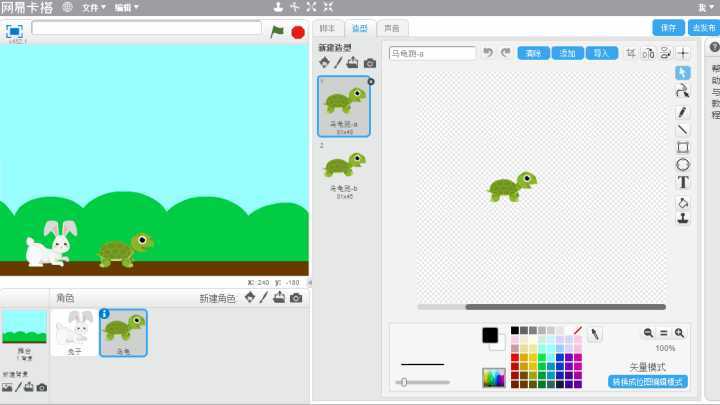 网易卡搭 文件▼ 编辑▼
v452.1
脚本 造型 声音
保存 去发布
新建造型
1
乌龟跑-a
81x49
2
乌龟跑-b
81x45
乌龟跑-a
清除 添加 导入
T
帮
助
与
教
程
x: 240 y: -180
角色 新建角色:
舞台
1 背景
新建背景
兔子
乌龟
100%
矢量模式
转换成位图编辑模式